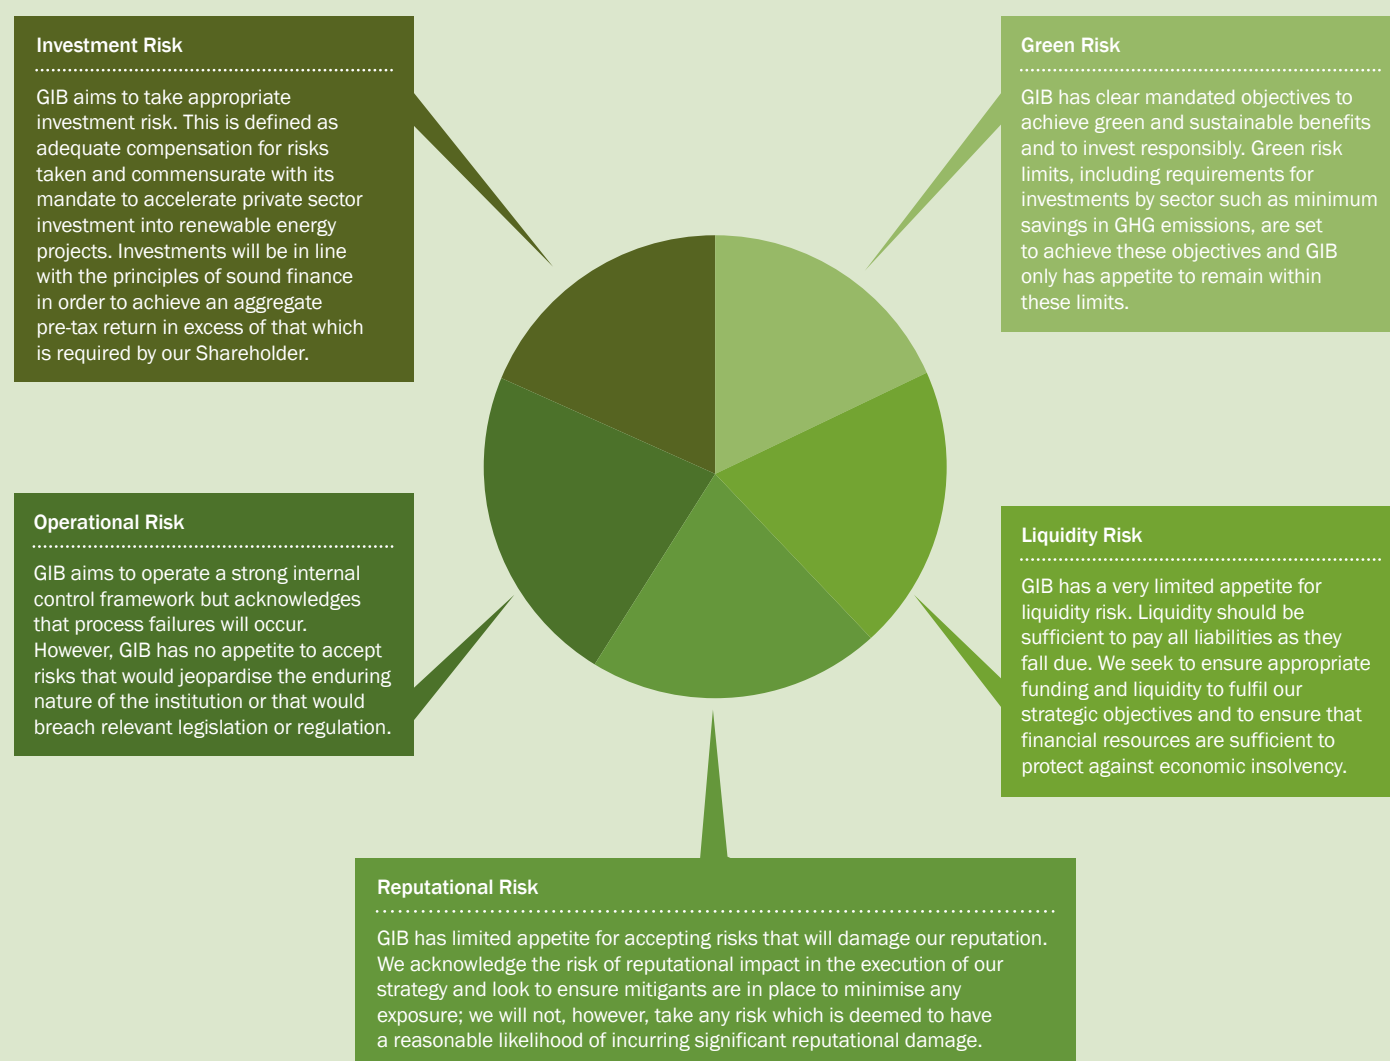 Investment Risk
GIB aims to take appropriate
investment risk. This is defined as
adequate compensation for risks
taken and commensurate with its
mandate to accelerate private sector
investment into renewable energy
projects. Investments will be in line
with the principles of sound finance
in order to achieve an aggregate
pre-tax return in excess of that which
is required by our Shareholder.
Green Risk
GIB has clear mandated objectives to
achieve green and sustainable benefits
and to invest responsibly. Green risk
limits, including requirements for
investments by sector such as minimum
savings in GHG emissions, are set
to achieve these objectives and GIB
only has appetite to remain within
these limits.
Operational Risk
GIB aims to operate a strong internal
control framework but acknowledges
that process failures will occur.
However, GIB has no appetite to accept
risks that would jeopardise the enduring
nature of the institution or that would
breach relevant legislation or regulation.
Liquidity Risk
GIB has a very limited appetite for
liquidity risk. Liquidity should be
sufficient to pay all liabilities as they
fall due. We seek to ensure appropriate
funding and liquidity to fulfil our
strategic objectives and to ensure that
financial resources are sufficient to
protect against economic insolvency.
Reputational Risk
GIB has limited appetite for accepting risks that will damage our reputation.
We acknowledge the risk of reputational impact in the execution of our
strategy and look to ensure mitigants are in place to minimise any
exposure; we will not, however, take any risk which is deemed to have
a reasonable likelihood of incurring significant reputational damage.